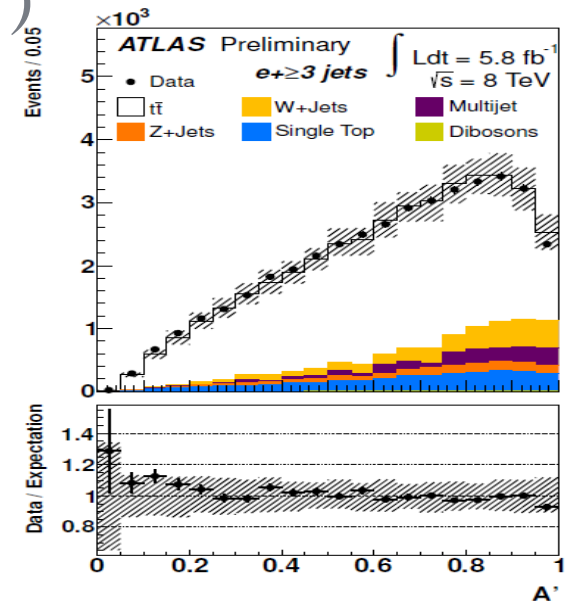 )
×10³
Events / 0.05
ATLAS Preliminary
e+≥3 jets
∫ Ldt = 5.8 fb⁻¹
√s = 8 TeV
Data
tt̄
W+Jets
Multijet
Z+Jets
Single Top
Dibosons
5
4
3
2
1
0
Data / Expectation
1.4
1.2
1
0.8
0 0.2 0.4 0.6 0.8 1
A'